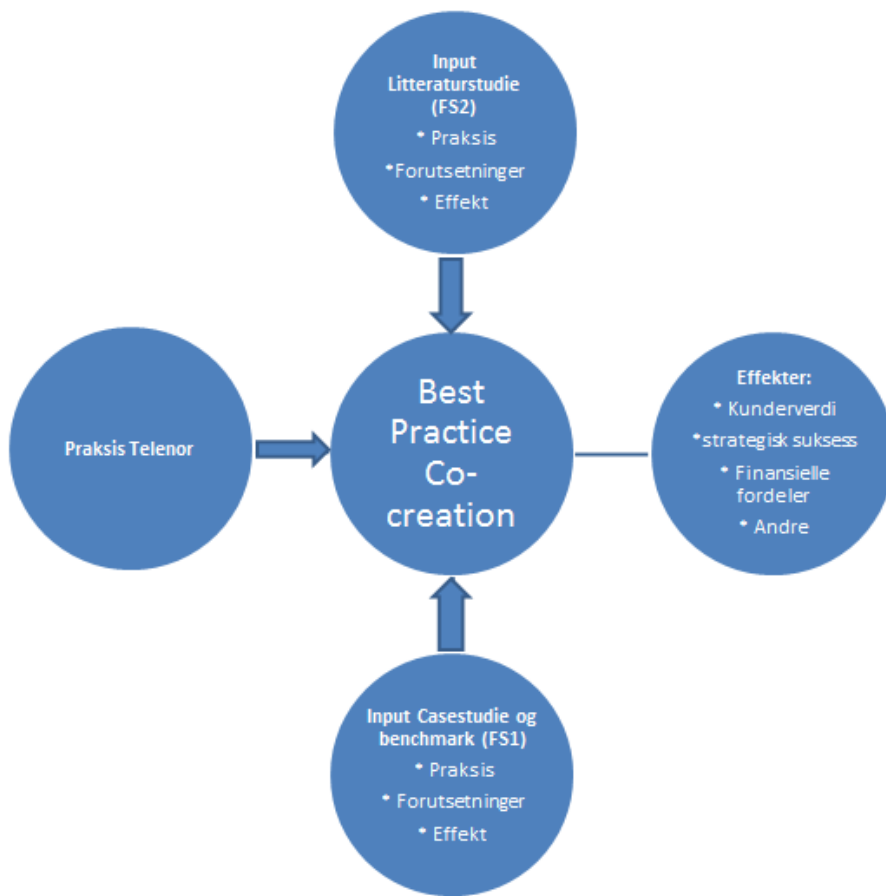 Input
Litteraturstudie
(FS2)
* Praksis
*Forutsetninger
* Effekt
Praksis Telenor
Best
Practice
Co-
creation
Effekter:
* Kunderverdi
*strategisk suksess
* Finansielle
fordeler
* Andre
Input Casestudie og
benchmark (FS1)
* Praksis
* Forutsetninger
* Effekt